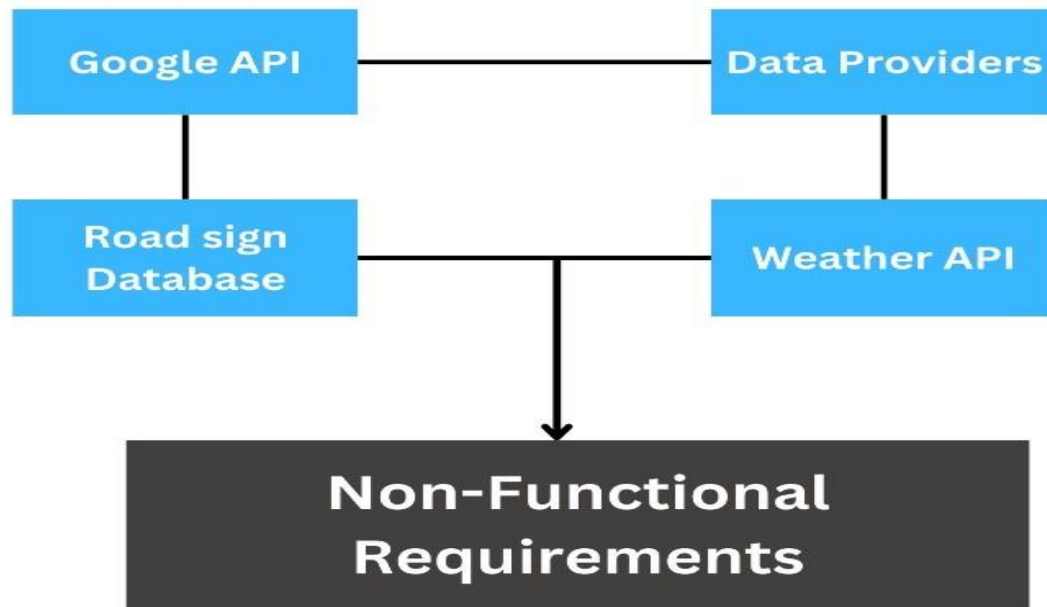 Google API
Data Providers
Road sign
Database
Weather API
Non-Functional
Requirements